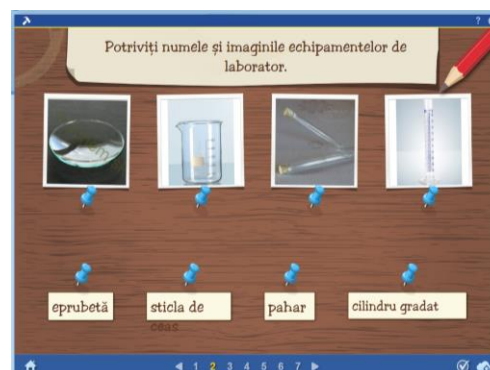 ?
Potriviți numele și imaginile echipamentelor de
laborator.
eprubetă
sticla de
ceas
pahar
cilindru gradat
1 2 3 4 5 6 7